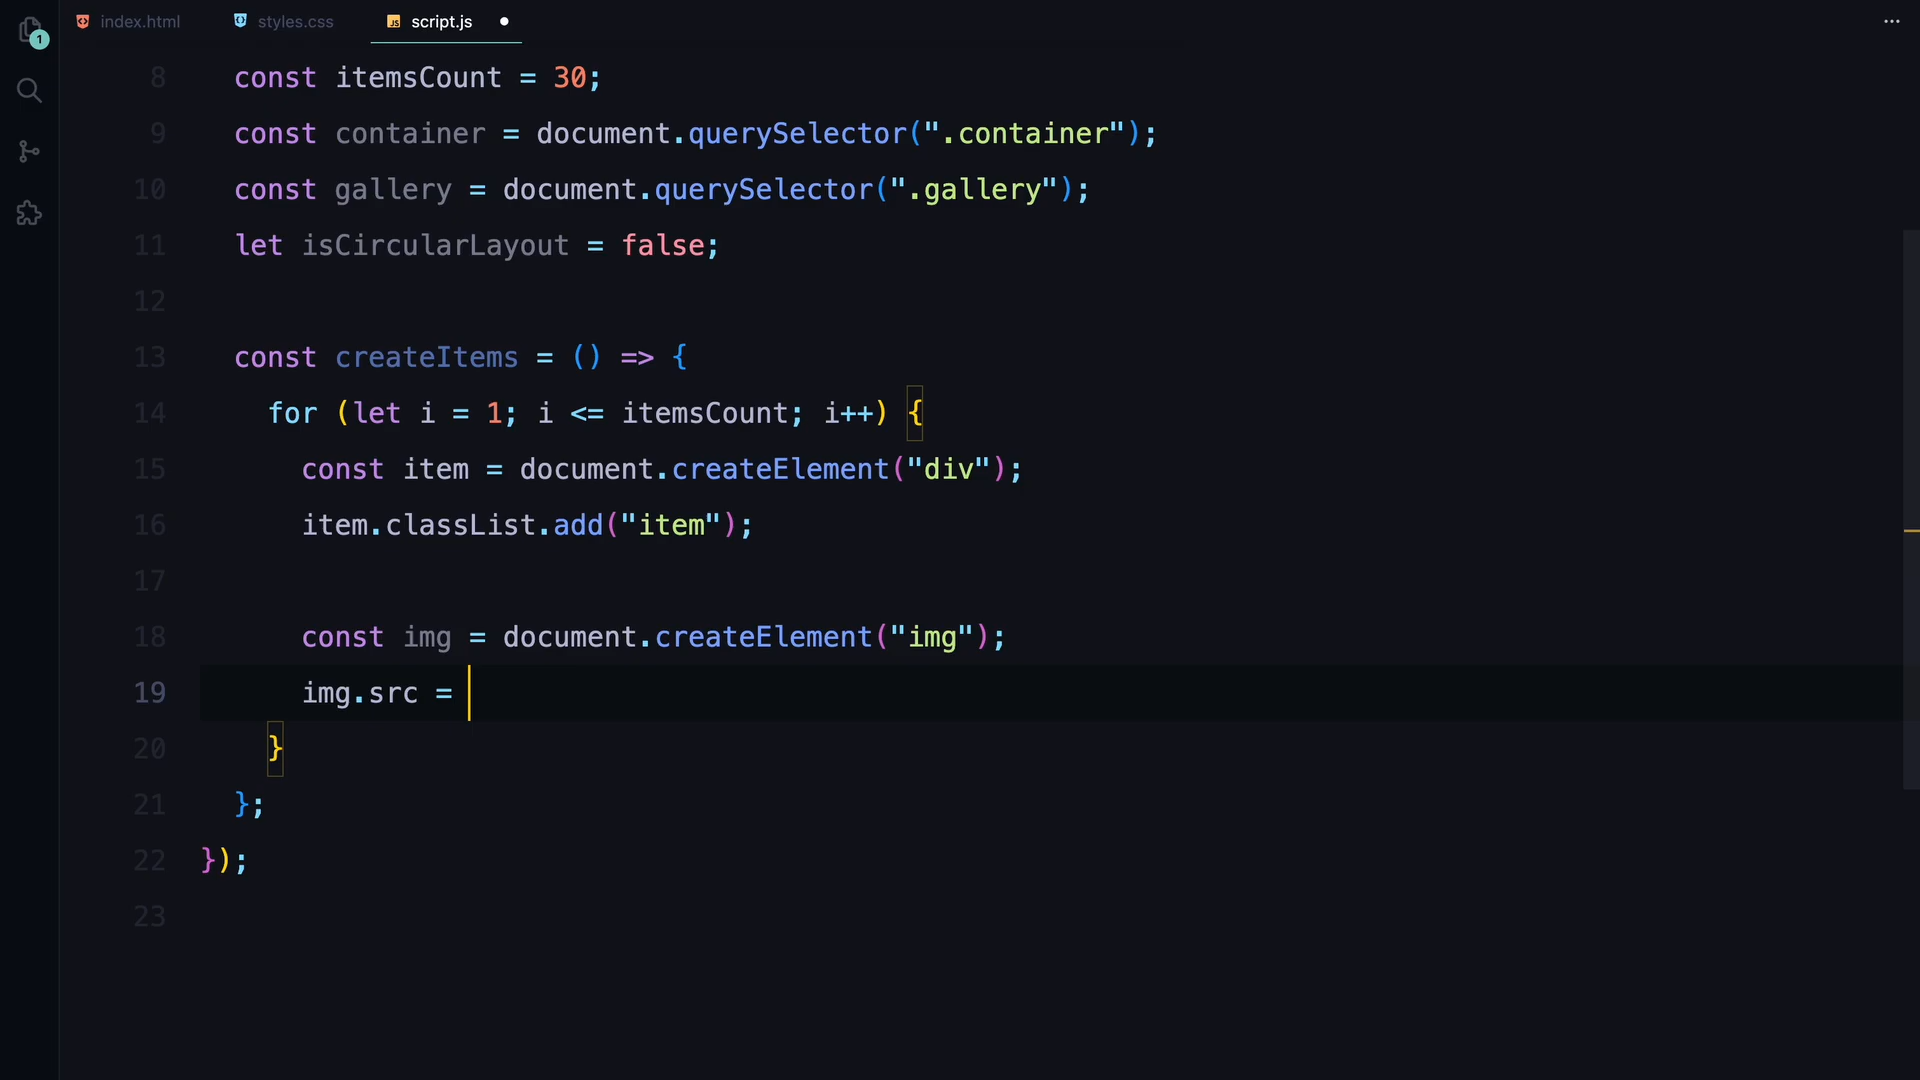 index.html styles.css script.js
1
8 const itemsCount = 30;
9 const container = document.querySelector(".container");
10 const gallery = document.querySelector(".gallery");
11 let isCircularLayout = false;
12
13 const createItems = () => {
14 for (let i = 1; i <= itemsCount; i++) {
15 const item = document.createElement("div");
16 item.classList.add("item");
17
18 const img = document.createElement("img");
19 img.src =
20 }
21 };
22 });
23